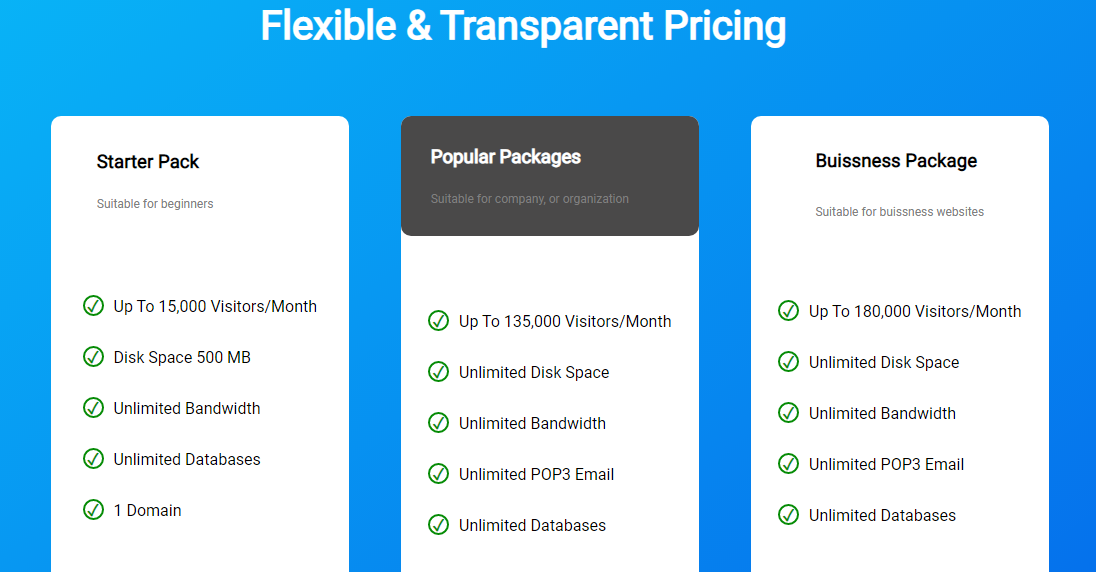 Flexible & Transparent Pricing
Starter Pack
Suitable for beginners
Up To 15,000 Visitors/Month
Disk Space 500 MB
Unlimited Bandwidth
Unlimited Databases
1 Domain
Popular Packages
Suitable for company, or organization
Up To 135,000 Visitors/Month
Unlimited Disk Space
Unlimited Bandwidth
Unlimited POP3 Email
Unlimited Databases
Buissness Package
Suitable for buissness websites
Up To 180,000 Visitors/Month
Unlimited Disk Space
Unlimited Bandwidth
Unlimited POP3 Email
Unlimited Databases